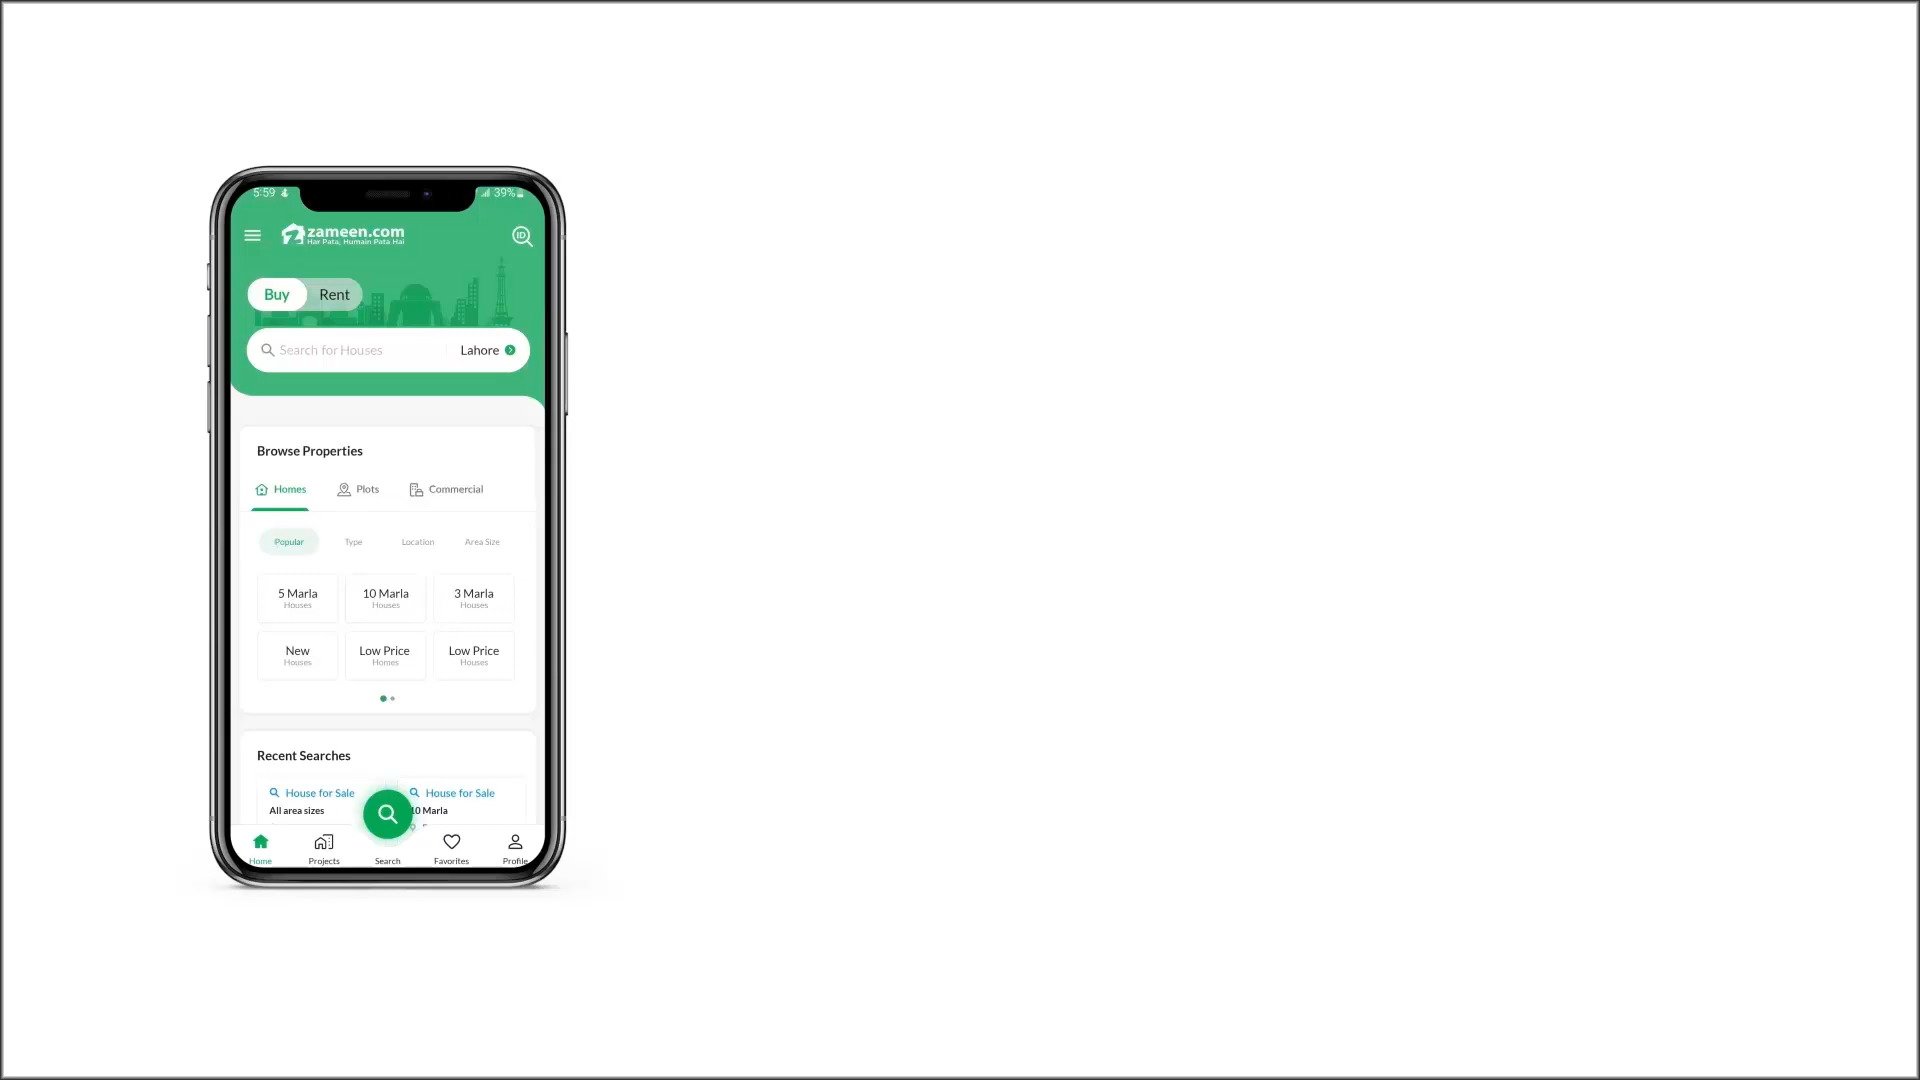 5:59 39%
zameen.com
Har Pata, Humain Pata Hai
ID
Buy Rent
Search for Houses Lahore
Browse Properties
Homes Plots Commercial
Popular Type Location Area Size
5 Marla 10 Marla 3 Marla
Houses Houses Houses
New Low Price Low Price
Houses Homes Houses
Recent Searches
House for Sale House for Sale
All area sizes 10 Marla
Home Projects Search Favorites Profile